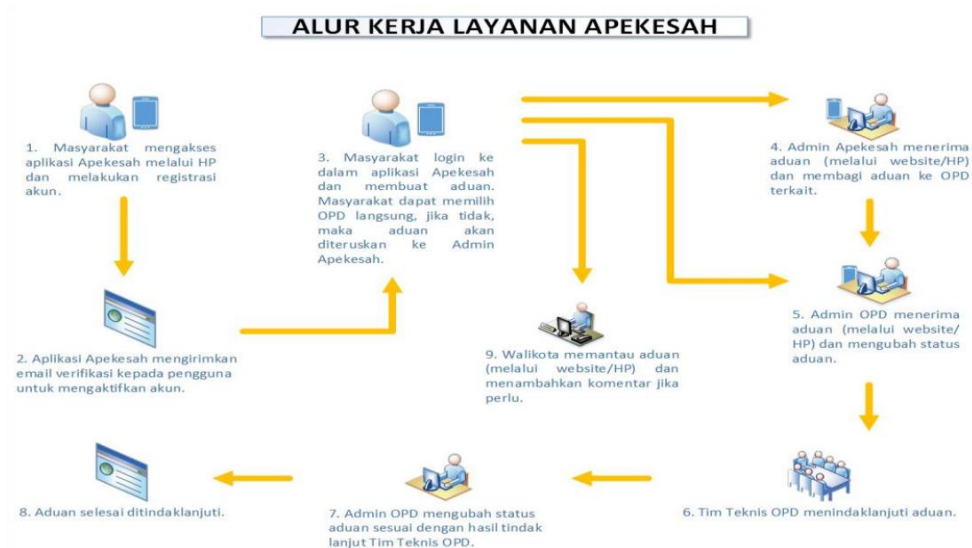 ALUR KERJA LAYANAN APEKESAH
1. Masyarakat mengakses
aplikasi Apekesah melalui HP
dan melakukan registrasi
akun.
2. Aplikasi Apekesah mengirimkan
email verifikasi kepada pengguna
untuk mengaktifkan akun.
3. Masyarakat login ke
dalam aplikasi Apekesah
dan membuat aduan.
Masyarakat dapat memilih
OPD langsung, jika tidak,
maka aduan akan
diteruskan ke Admin
Apekesah.
4. Admin Apekesah menerima
aduan (melalui website/HP)
dan membagi aduan ke OPD
terkait.
5. Admin OPD menerima
aduan (melalui website/
HP) dan mengubah status
aduan.
6. Tim Teknis OPD menindaklanjuti aduan.
7. Admin OPD mengubah status
aduan sesuai dengan hasil tindak
lanjut Tim Teknis OPD.
8. Aduan selesai ditindaklanjuti.
9. Walikota memantau aduan
(melalui website/HP) dan
menambahkan komentar jika
perlu.